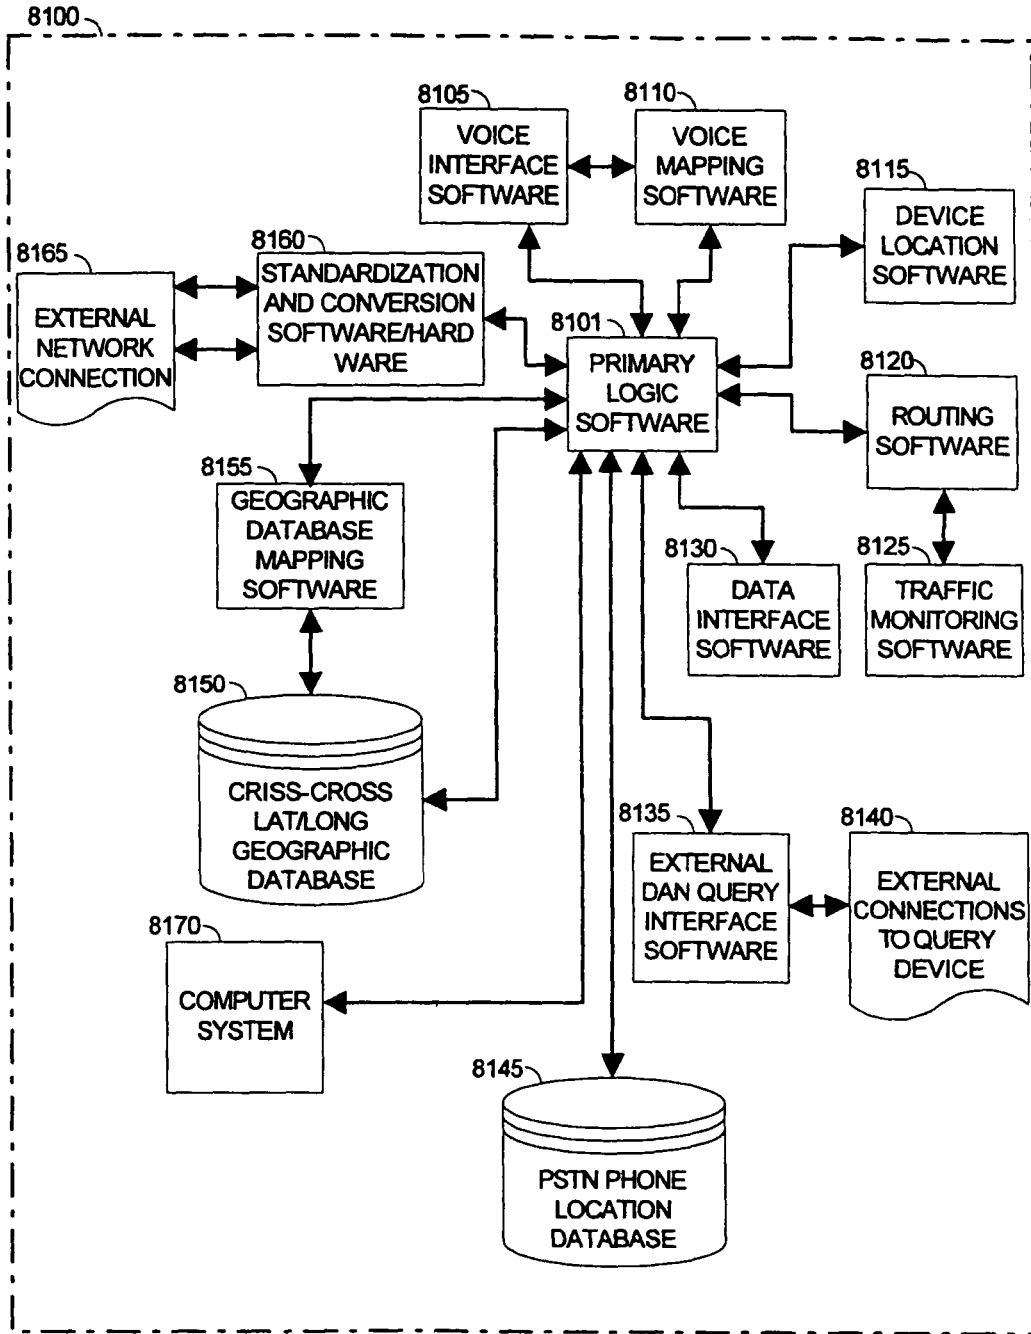 8100
8105
VOICE
INTERFACE
SOFTWARE
8110
VOICE
MAPPING
SOFTWARE
8115
DEVICE
LOCATION
SOFTWARE
8165
EXTERNAL
NETWORK
CONNECTION
8160
STANDARDIZATION
AND CONVERSION
SOFTWARE/HARD
WARE
8101
PRIMARY
LOGIC
SOFTWARE
8120
ROUTING
SOFTWARE
8155
GEOGRAPHIC
DATABASE
MAPPING
SOFTWARE
8130
DATA
INTERFACE
SOFTWARE
8125
TRAFFIC
MONITORING
SOFTWARE
8150
CRISS-CROSS
LAT/LONG
GEOGRAPHIC
DATABASE
8135
EXTERNAL
DAN QUERY
INTERFACE
SOFTWARE
8140
EXTERNAL
CONNECTIONS
TO QUERY
DEVICE
8170
COMPUTER
SYSTEM
8145
PSTN PHONE
LOCATION
DATABASE